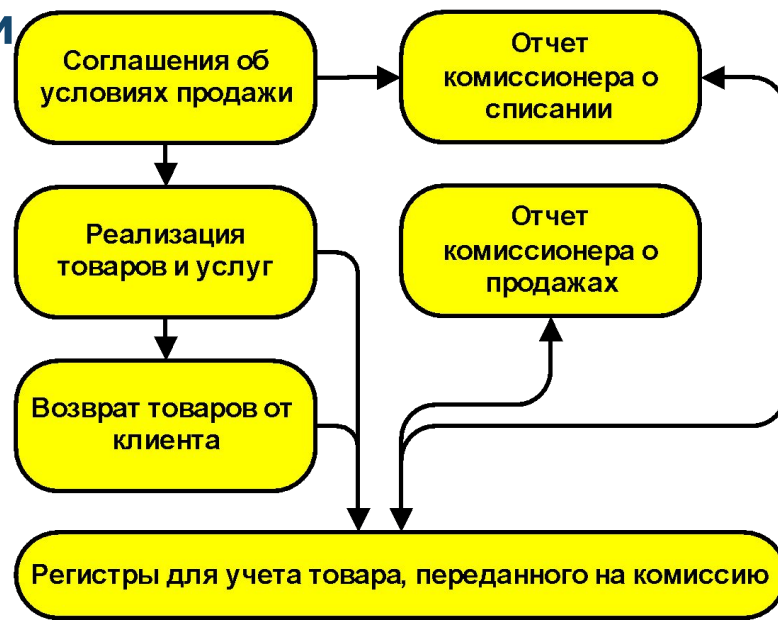 и
Соглашения об
условиях продажи
Отчет
комиссионера о
списании
Реализация
товаров и услуг
Отчет
комиссионера о
продажах
Возврат товаров от
клиента
Регистры для учета товара, переданного на комиссию